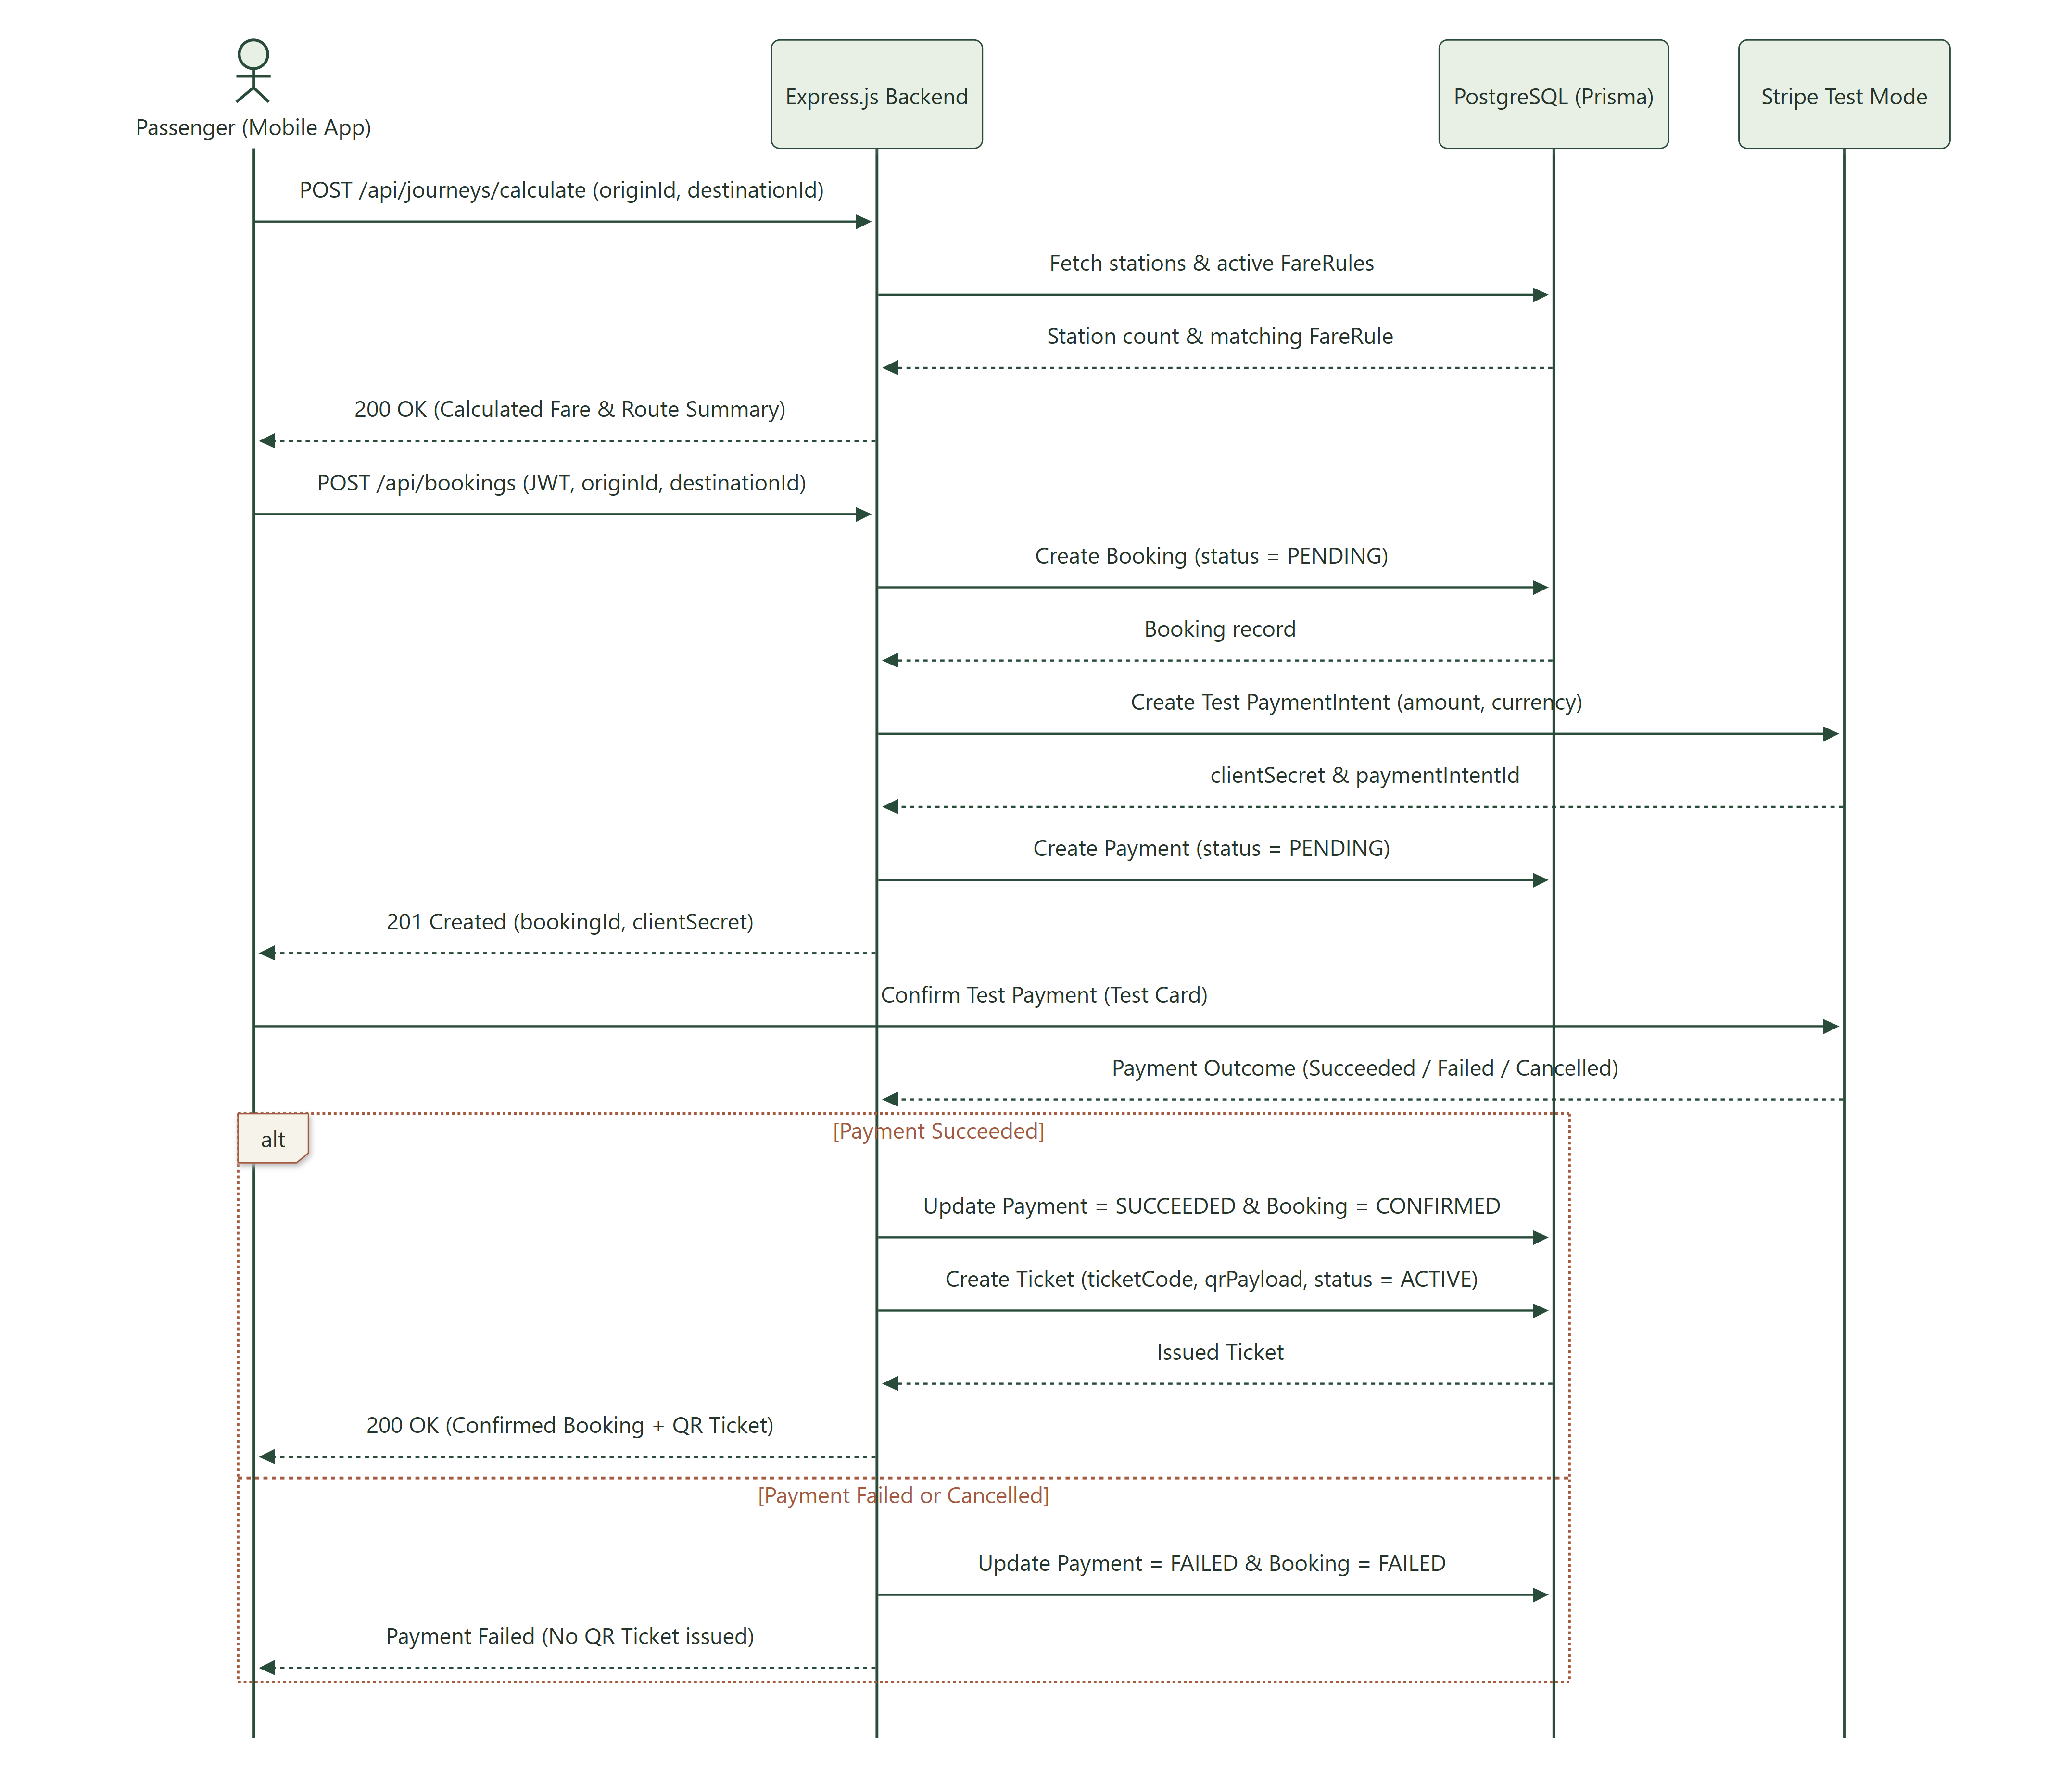 Passenger (Mobile App)
Express.js Backend
PostgreSQL (Prisma)
Stripe Test Mode
POST /api/journeys/calculate (originId, destinationId)
Fetch stations & active FareRules
Station count & matching FareRule
200 OK (Calculated Fare & Route Summary)
POST /api/bookings (JWT, originId, destinationId)
Create Booking (status = PENDING)
Booking record
Create Test PaymentIntent (amount, currency)
clientSecret & paymentIntentId
Create Payment (status = PENDING)
201 Created (bookingId, clientSecret)
Confirm Test Payment (Test Card)
Payment Outcome (Succeeded / Failed / Cancelled)
alt
[Payment Succeeded]
Update Payment = SUCCEEDED & Booking = CONFIRMED
Create Ticket (ticketCode, qrPayload, status = ACTIVE)
Issued Ticket
200 OK (Confirmed Booking + QR Ticket)
[Payment Failed or Cancelled]
Update Payment = FAILED & Booking = FAILED
Payment Failed (No QR Ticket issued)